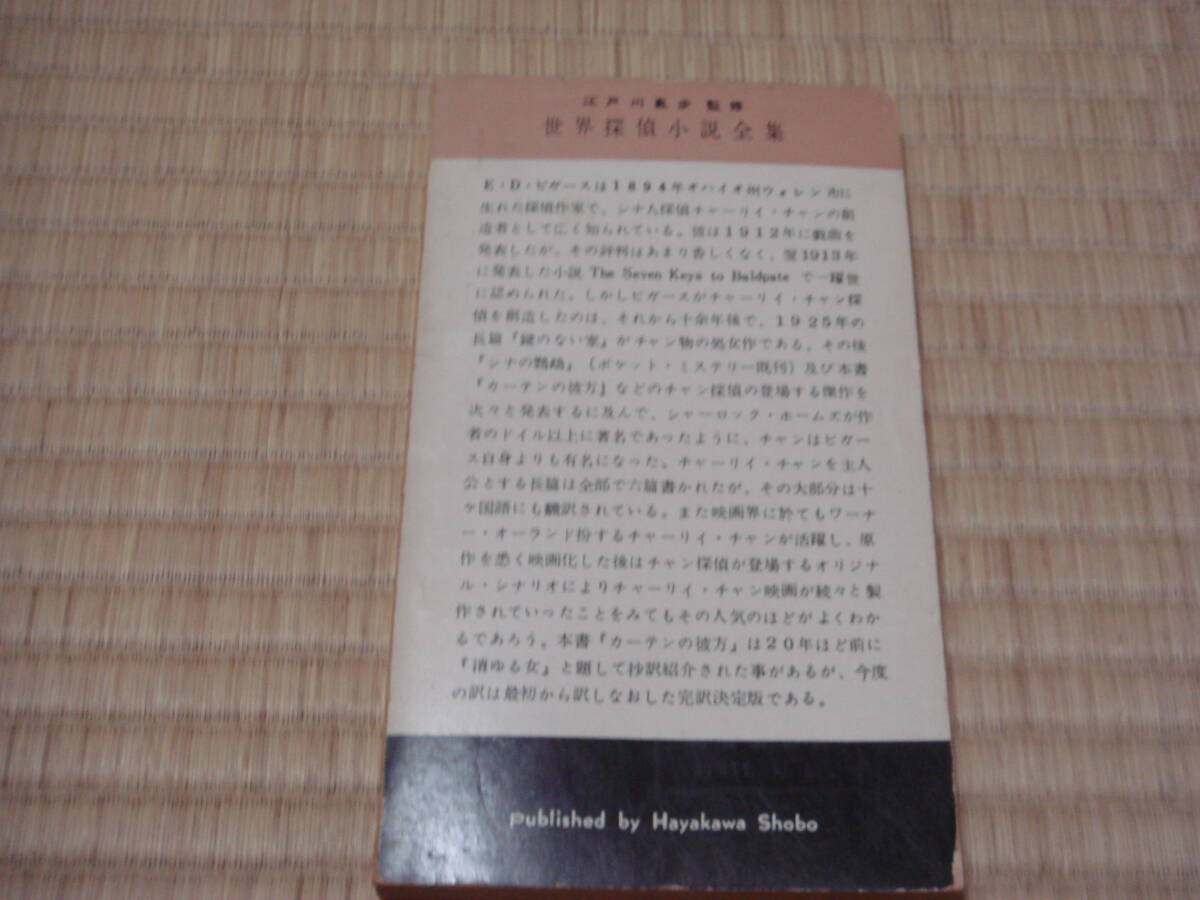 江戸川亂歩 監修
世界探偵小説全集
E・D・ビガースは1894年オハイオ州ウォレン市に
生れた探偵作家で、シナ人探偵チャーリイ・チャンの創
造者として広く知られている。彼は1912年に戯曲を
発表したが、その評判はあまり香しくなく、翌1913年
に発表した小説 The Seven Keys to Baldpate で一躍世
に認められた。しかしビガースがチャーリイ・チャン探
偵を創造したのは、それから十余年後で、1925年の
長篇『鍵のない家』がチャン物の処女作である。その後
『シナの鸚鵡』（ポケット・ミステリー既刊）及び本書
『カーテンの彼方』などのチャン探偵の登場する傑作を
次々と発表するに及んで、シャーロック・ホームズが作
者のドイル以上に著名であったように、チャンはビガー
ス自身よりも有名になった。チャーリイ・チャンを主人
公とする長篇は全部で六篇書かれたが、その大部分は十
ヶ国語にも飜訳されている。また映画界に於てもワーナ
ー・オーランド扮するチャーリイ・チャンが活躍し、原
作を悉く映画化した後はチャン探偵が登場するオリジナ
ル・シナリオによりチャーリイ・チャン映画が続々と製
作されていったことをみてもその人気のほどがよくわか
るであろう。本書『カーテンの彼方』は20年ほど前に
『消ゆる女』と題して抄訳紹介された事があるが、今度
の訳は最初から訳しなおした完訳決定版である。
published by Hayakawa Shobo